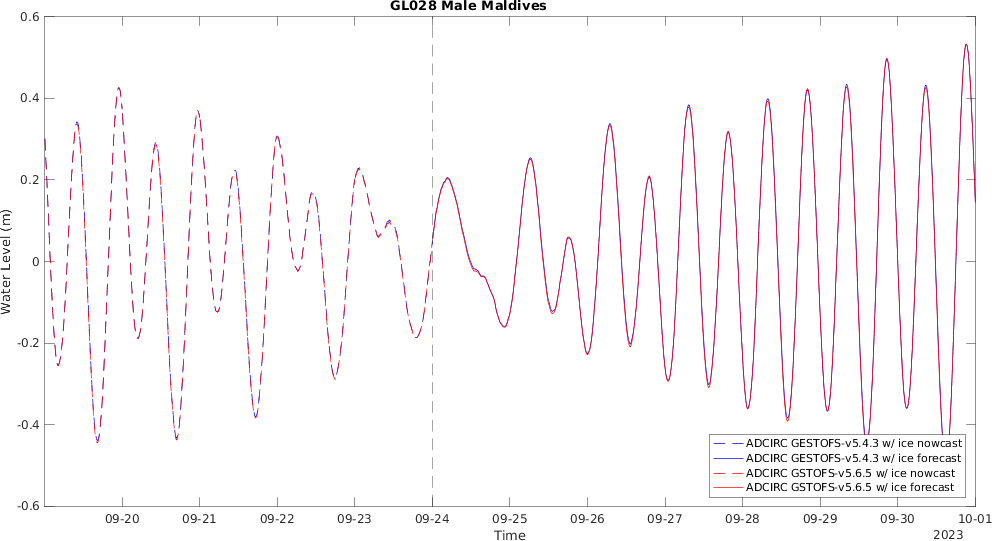 GL028 Male Maldives
0.6
0.4
0.2
0
-0.2
-0.4
-0.6
Water Level (m)
09-20 09-21 09-22 09-23 09-24 09-25 09-26 09-27 09-28 09-29 09-30 10-01
Time
2023
ADCIRC GESTOFS-v5.4.3 w/ ice nowcast
ADCIRC GESTOFS-v5.4.3 w/ ice forecast
ADCIRC GSTOFS-v5.6.5 w/ ice nowcast
ADCIRC GSTOFS-v5.6.5 w/ ice forecast